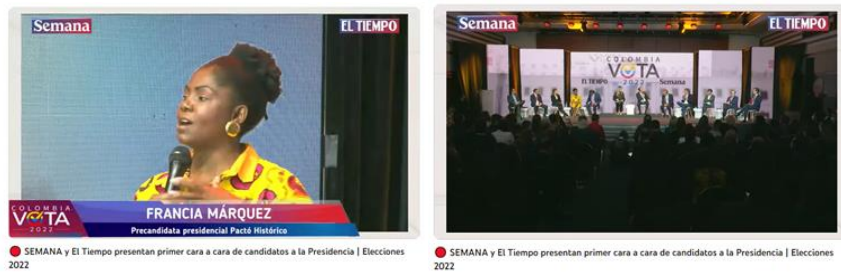 Semana
EL TIEMPO
COLOMBIA
VOTA
2022
FRANCIA MÁRQUEZ
Precandidata presidencial Pactó Histórico
SEMANA y El Tiempo presentan primer cara a cara de candidatos a la Presidencia | Elecciones
2022
Semana
EL TIEMPO
COLOMBIA
VOTA
EL TIEMPO 2022 Semana
SEMANA y El Tiempo presentan primer cara a cara de candidatos a la Presidencia | Elecciones
2022